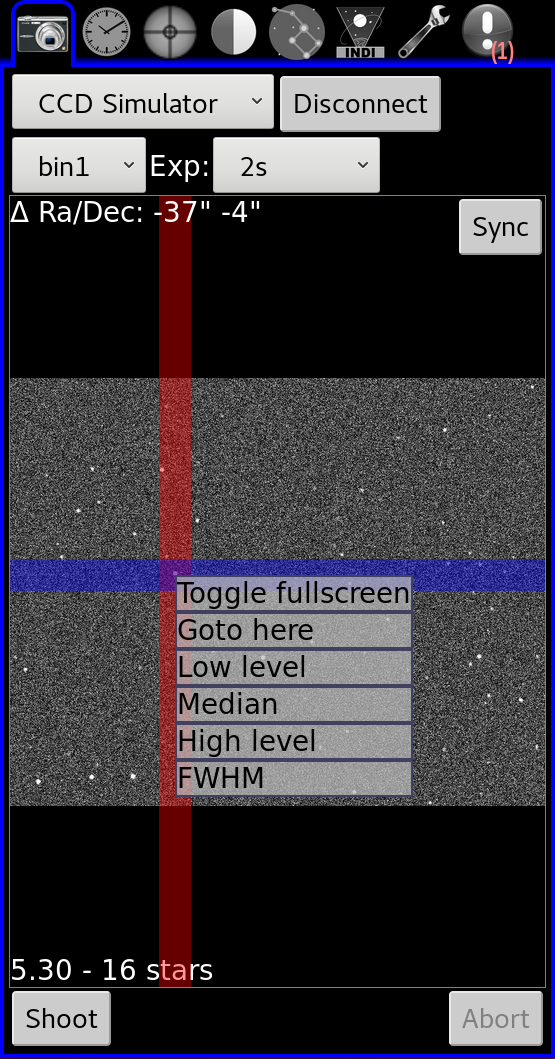 INDI
(1)
CCD Simulator Disconnect
bin1 Exp: 2s
Δ Ra/Dec: -37" -4"
Sync
Toggle fullscreen
Goto here
Low level
Median
High level
FWHM
5.30 - 16 stars
Shoot Abort